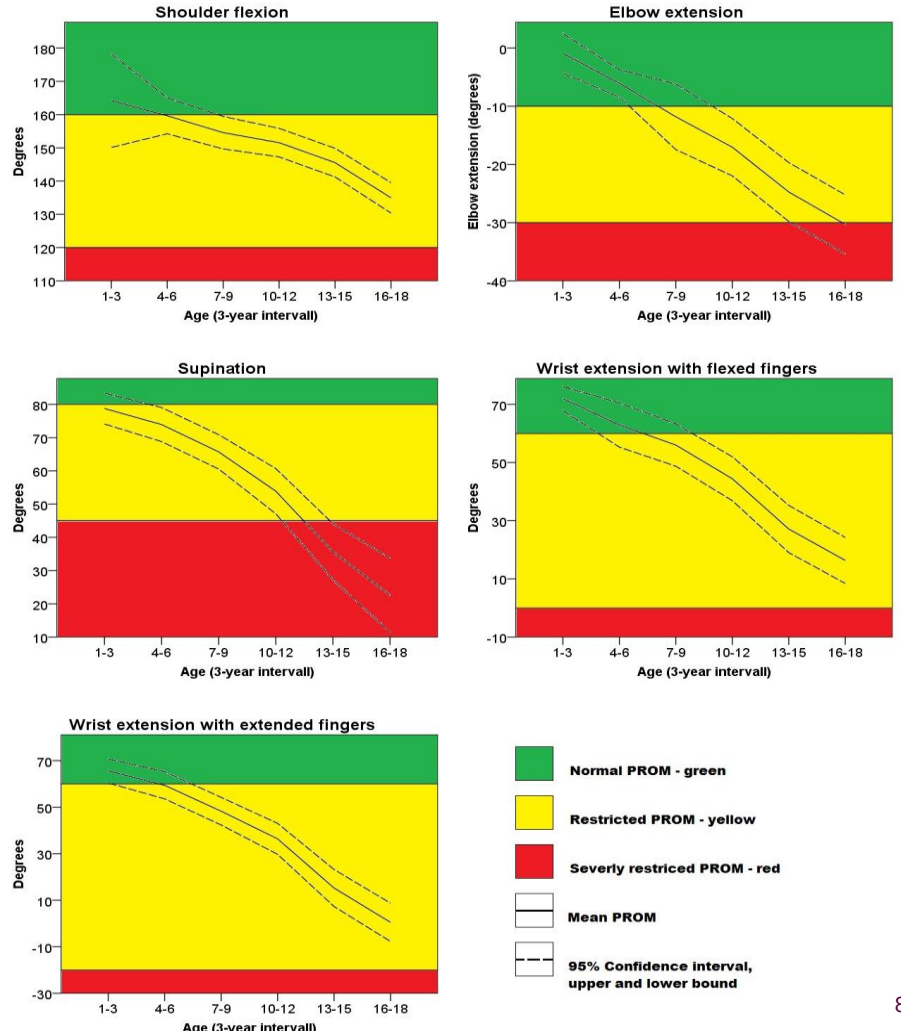 Shoulder flexion
180
170
160
150
140
130
120
110
Degrees
1-3 4-6 7-9 10-12 13-15 16-18
Age (3-year intervall)
Elbow extension
0
-10
-20
-30
-40
Elbow extension (degrees)
1-3 4-6 7-9 10-12 13-15 16-18
Age (3-year intervall)
Supination
80
70
60
50
40
30
20
10
Degrees
1-3 4-6 7-9 10-12 13-15 16-18
Age (3-year intervall)
Wrist extension with flexed fingers
70
50
30
10
-10
Degrees
1-3 4-6 7-9 10-12 13-15 16-18
Age (3-year intervall)
Wrist extension with extended fingers
70
50
30
10
-10
-30
Degrees
1-3 4-6 7-9 10-12 13-15 16-18
Age (3-year intervall)
Normal PROM - green
Restricted PROM - yellow
Severly restriced PROM - red
Mean PROM
95% Confidence interval,
upper and lower bound
8